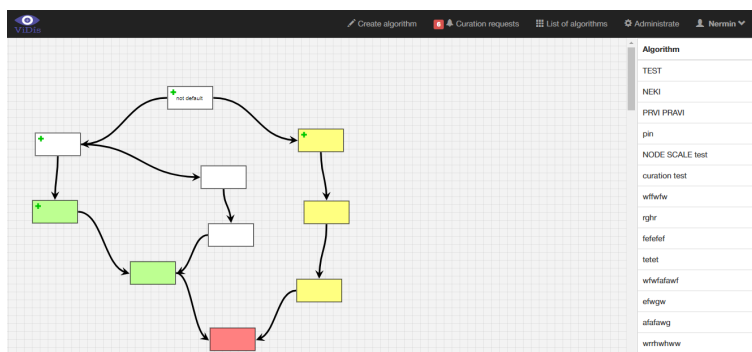 ViDis
Create algorithm
6
Curation requests
List of algorithms
Administrate
Nermin
not default
Algorithm
TEST
NEKI
PRVI PRAVI
pin
NODE SCALE test
curation test
wffwfw
rghr
fefefef
tetet
wfwfafawf
efwgw
afafawg
wrrhwhww